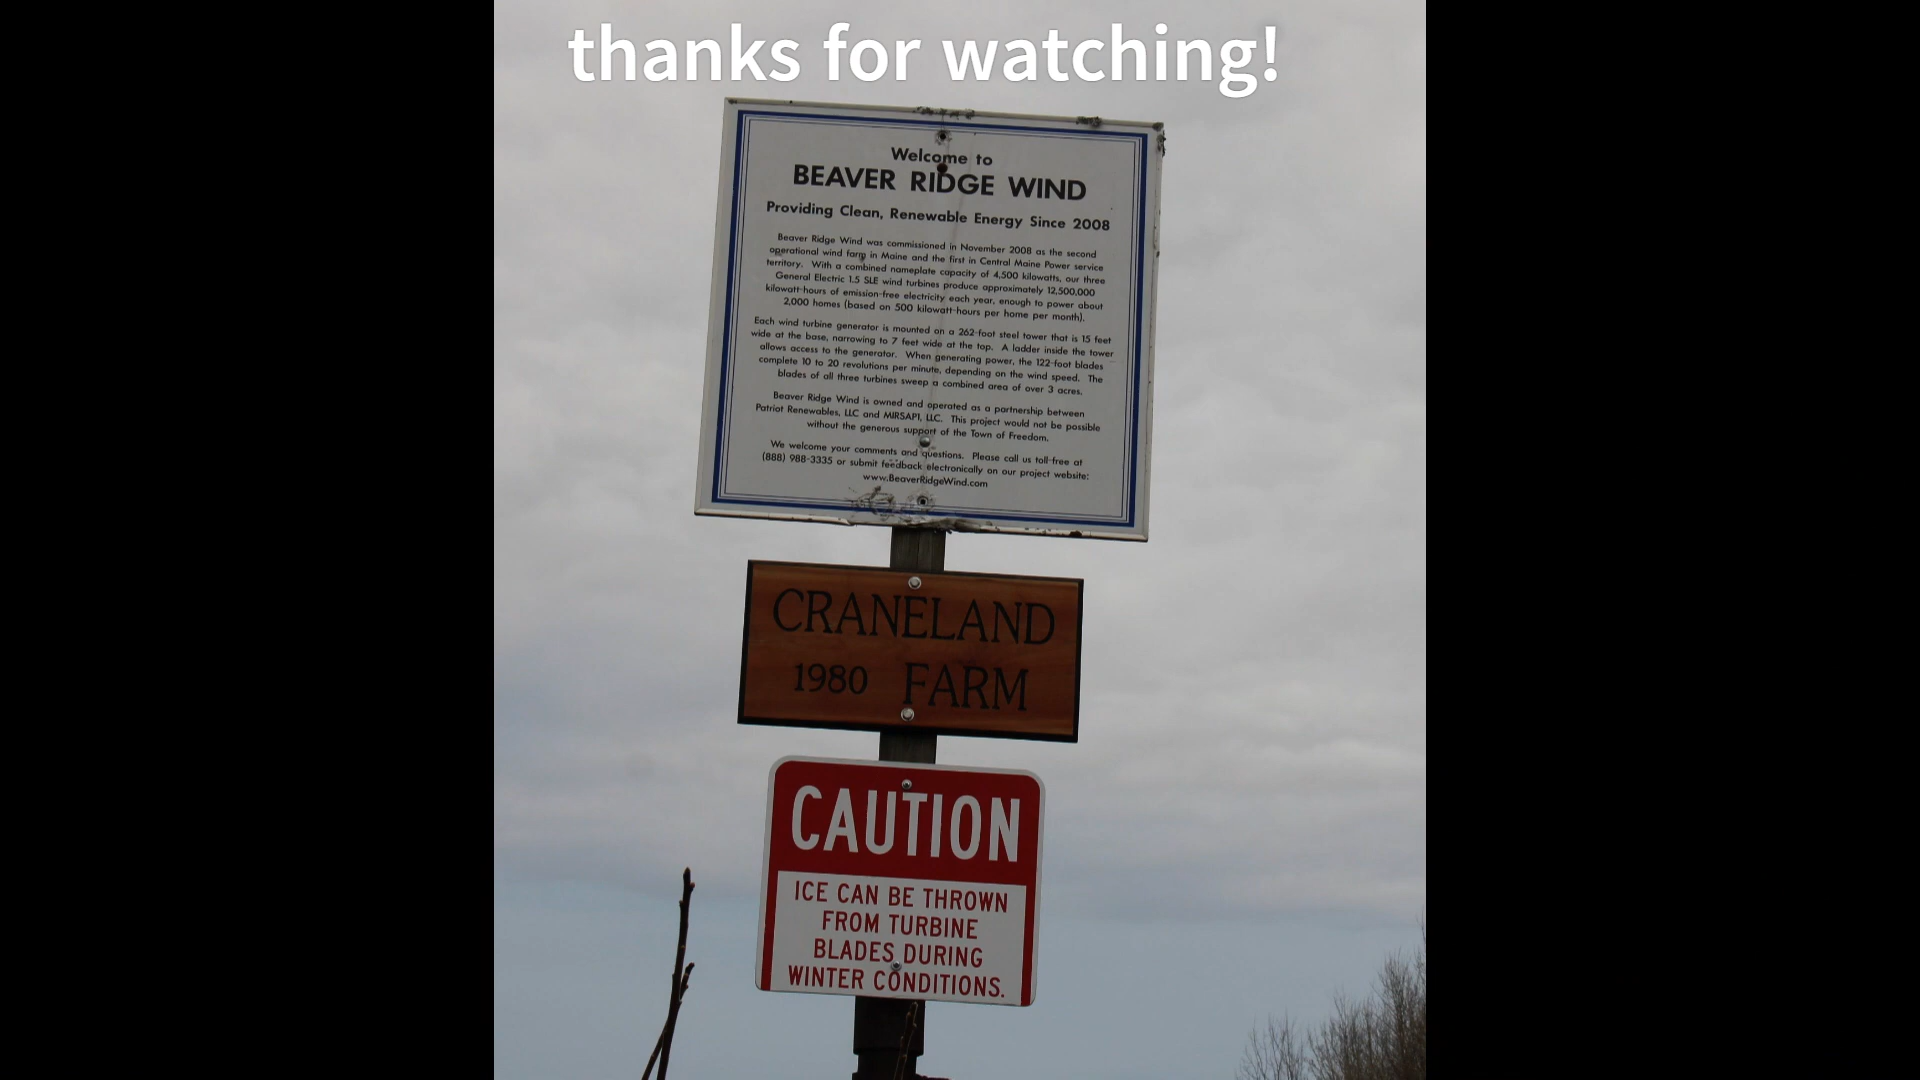 thanks for watching!
Welcome to
BEAVER RIDGE WIND
Providing Clean, Renewable Energy Since 2008
Beaver Ridge Wind was commissioned in November 2008 as the second
operational wind farm in Maine and the first in Central Maine Power service
territory. With a combined nameplate capacity of 4,500 kilowatts, our three
General Electric 1.5 SLE wind turbines produce approximately 12,500,000
kilowatt-hours of emission-free electricity each year, enough to power about
2,000 homes (based on 500 kilowatt-hours per home per month).
Each wind turbine generator is mounted on a 262-foot steel tower that is 15 feet
wide at the base, narrowing to 7 feet wide at the top. A ladder inside the tower
allows access to the generator. When generating power, the 122-foot blades
complete 10 to 20 revolutions per minute, depending on the wind speed. The
blades of all three turbines sweep a combined area of over 3 acres.
Beaver Ridge Wind is owned and operated as a partnership between
Patriot Renewables, LLC and MIRSAP1, LLC. This project would not be possible
without the generous support of the Town of Freedom.
We welcome your comments and questions. Please call us toll-free at
(888) 988-3335 or submit feedback electronically on our project website:
www.BeaverRidgeWind.com
CRANELAND
1980 FARM
CAUTION
ICE CAN BE THROWN
FROM TURBINE
BLADES DURING
WINTER CONDITIONS.